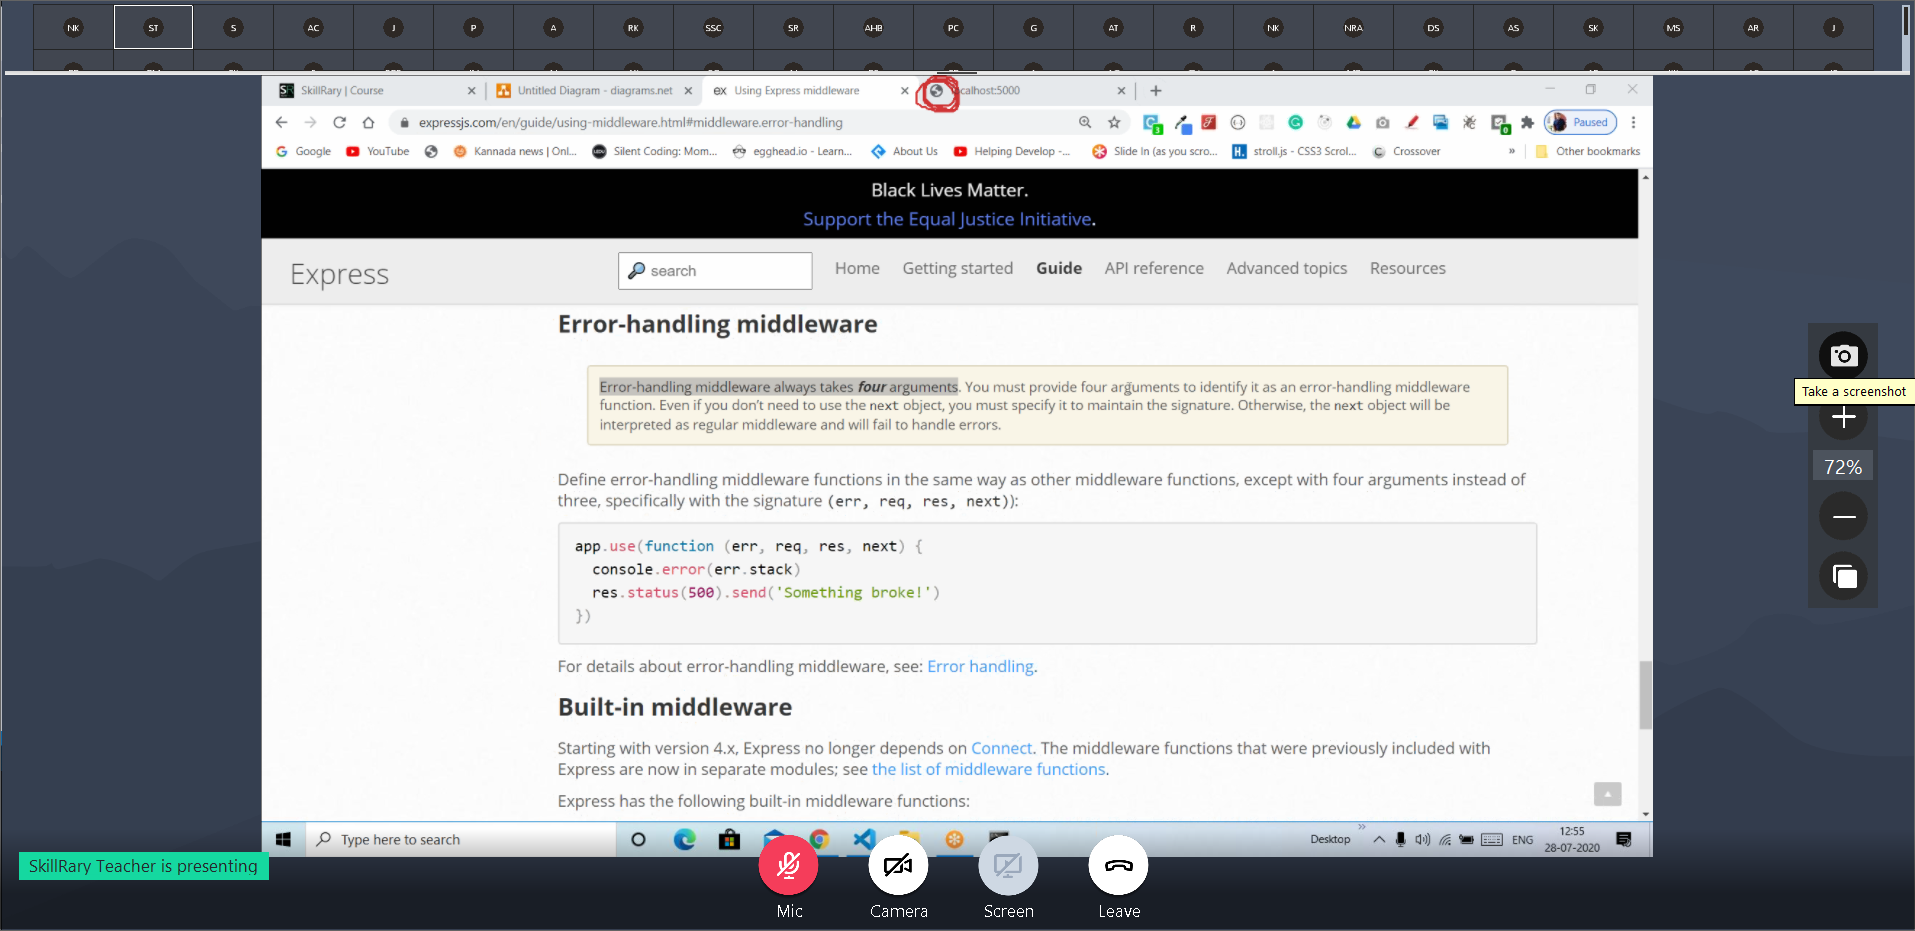 NK ST S AC J P A RK SSC SR AHB PC G AT R NK NRA DS AS SK MS AR J
SkillRary | Course
Untitled Diagram - diagrams.net
ex Using Express middleware
calhost:5000
expressjs.com/en/guide/using-middleware.html#middleware.error-handling
Paused
Google YouTube Kannada news | Onl... Silent Coding: Mom... egghead.io - Learn... About Us Helping Develop -... Slide In (as you scro... stroll.js - CSS3 Scrol... Crossover » Other bookmarks
Black Lives Matter.
Support the Equal Justice Initiative.
Express
search
Home Getting started Guide API reference Advanced topics Resources
Error-handling middleware
Error-handling middleware always takes four arguments. You must provide four arguments to identify it as an error-handling middleware
function. Even if you don't need to use the next object, you must specify it to maintain the signature. Otherwise, the next object will be
interpreted as regular middleware and will fail to handle errors.
Define error-handling middleware functions in the same way as other middleware functions, except with four arguments instead of
three, specifically with the signature (err, req, res, next)):
app.use(function (err, req, res, next) {
console.error(err.stack)
res.status(500).send('Something broke!')
})
For details about error-handling middleware, see: Error handling.
Built-in middleware
Starting with version 4.x, Express no longer depends on Connect. The middleware functions that were previously included with
Express are now in separate modules; see the list of middleware functions.
Express has the following built-in middleware functions:
Take a screenshot
72%
Type here to search
Desktop » ENG
12:55
28-07-2020
SkillRary Teacher is presenting
Mic Camera Screen Leave